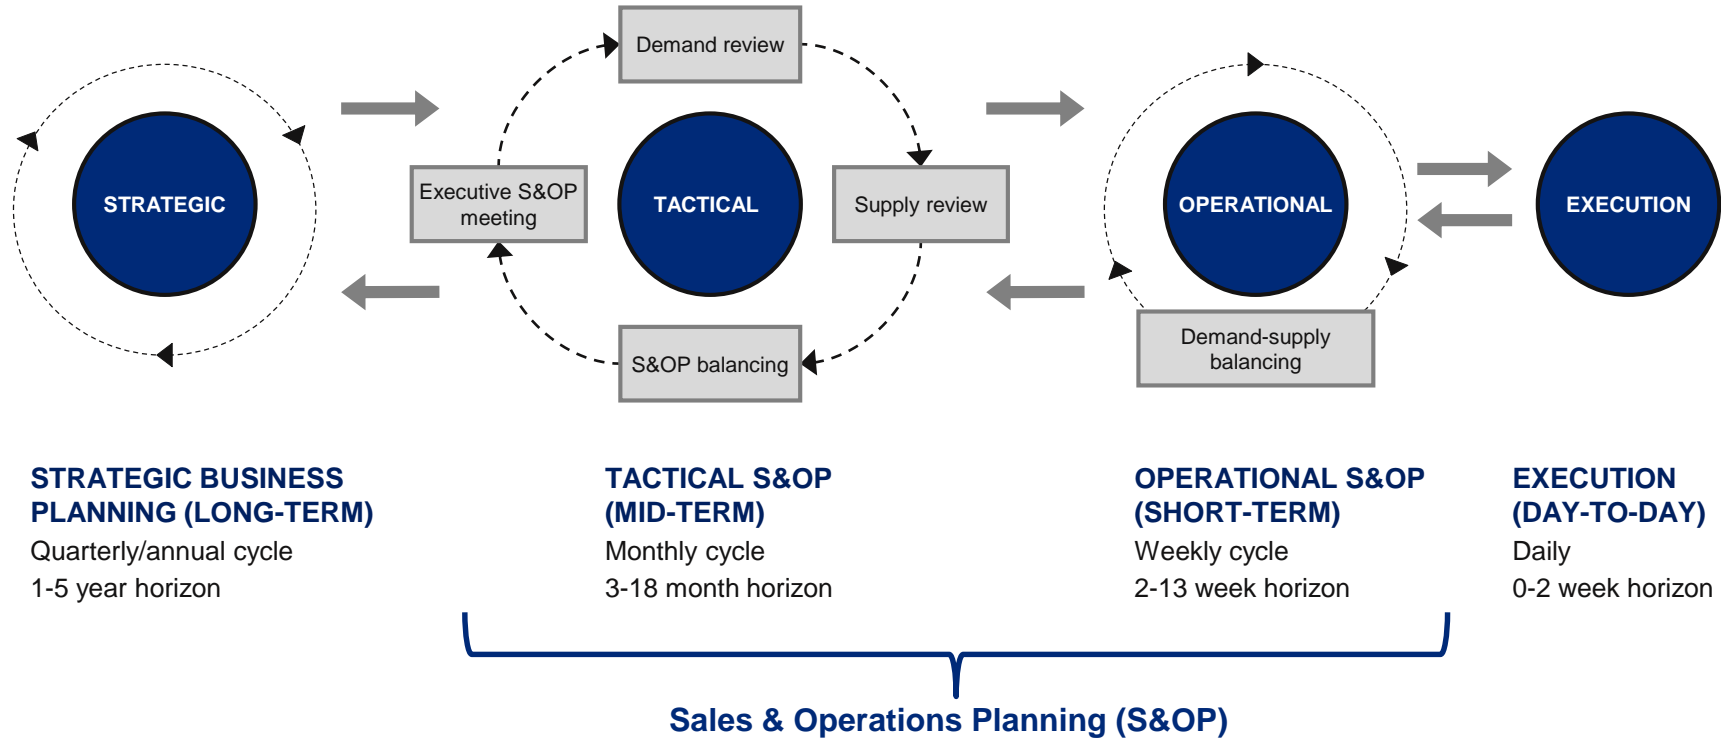 Demand review
STRATEGIC
Executive S&OP
meeting
TACTICAL
Supply review
OPERATIONAL
EXECUTION
S&OP balancing
Demand-supply
balancing
STRATEGIC BUSINESS
PLANNING (LONG-TERM)
Quarterly/annual cycle
1-5 year horizon
TACTICAL S&OP
(MID-TERM)
Monthly cycle
3-18 month horizon
OPERATIONAL S&OP
(SHORT-TERM)
Weekly cycle
2-13 week horizon
EXECUTION
(DAY-TO-DAY)
Daily
0-2 week horizon
Sales & Operations Planning (S&OP)